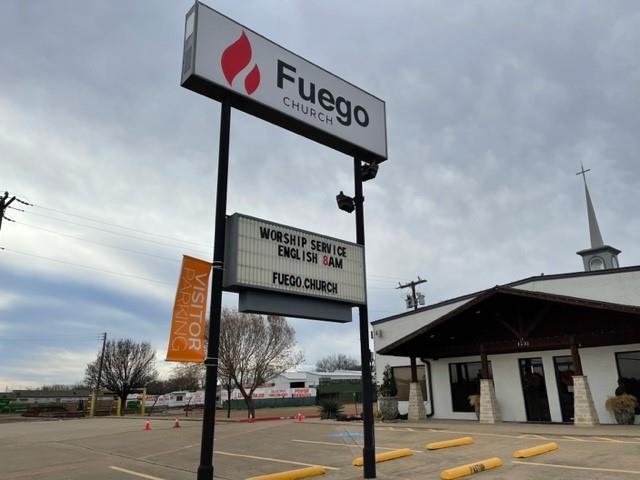 Fuego
CHURCH
WORSHIP SERVICE
ENGLISH 8AM
FUEGO.CHURCH
VISITOR
PARKING